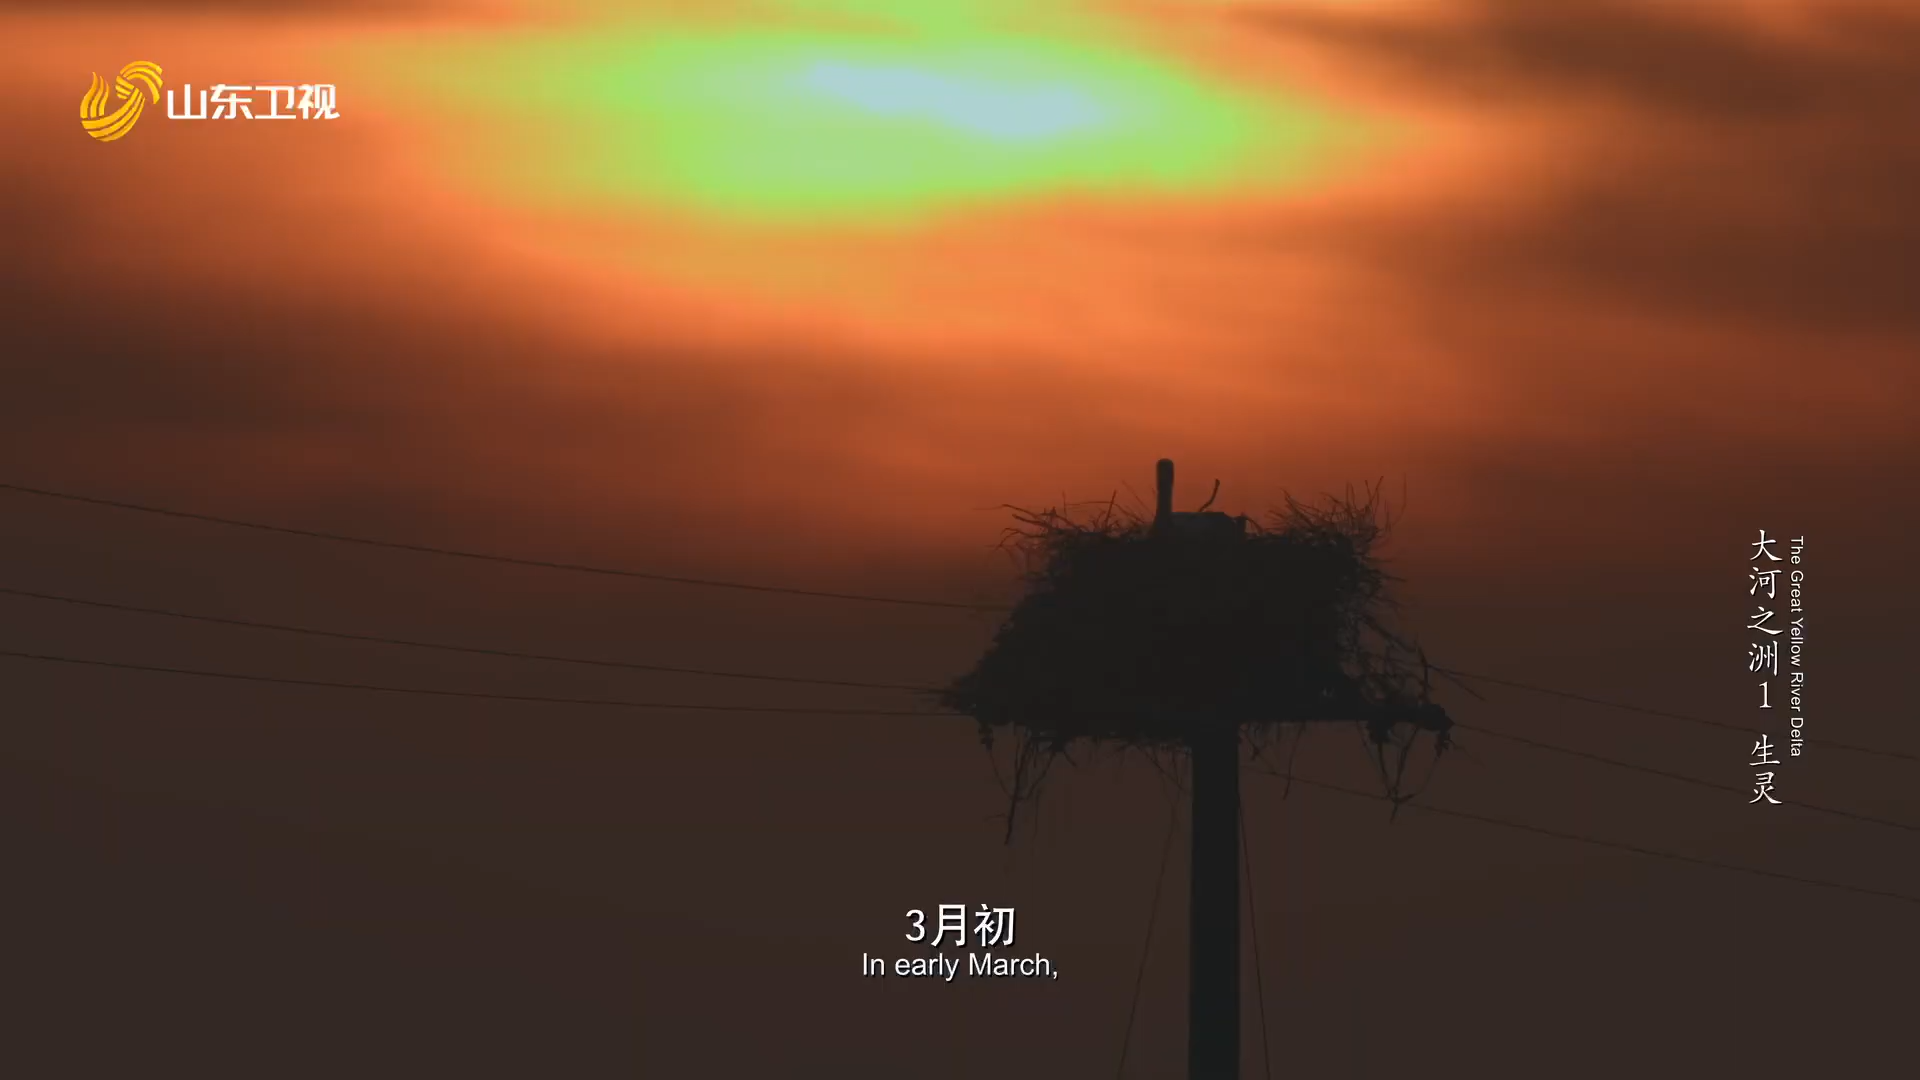 山东卫视
大河之洲1 生灵
The Great Yellow River Delta
3月初
In early March,